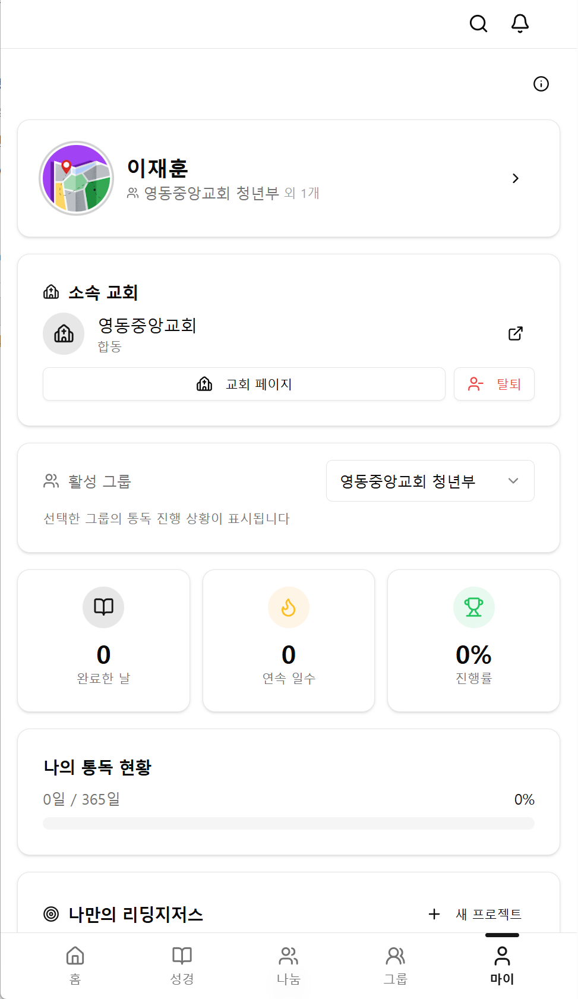 이재훈
영동중앙교회 청년부 외 1개
소속 교회
영동중앙교회
합동
교회 페이지
탈퇴
활성 그룹
영동중앙교회 청년부
선택한 그룹의 통독 진행 상황이 표시됩니다
0
완료한 날
0
연속 일수
0%
진행률
나의 통독 현황
0일 / 365일
0%
나만의 리딩지저스
새 프로젝트
홈
성경
나눔
그룹
마이